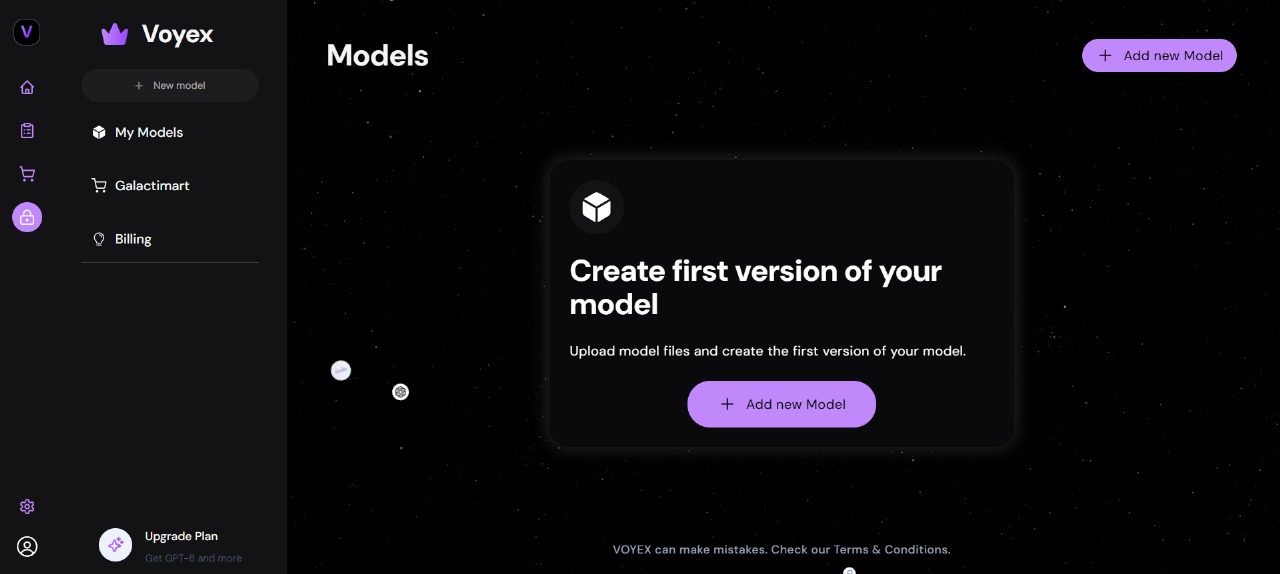 V
Voyex
New model
My Models
Galactimart
Billing
Upgrade Plan
Get GPT-6 and more
Models
Add new Model
Create first version of your
model
Upload model files and create the first version of your model.
Add new Model
VOYEX can make mistakes. Check our Terms & Conditions.